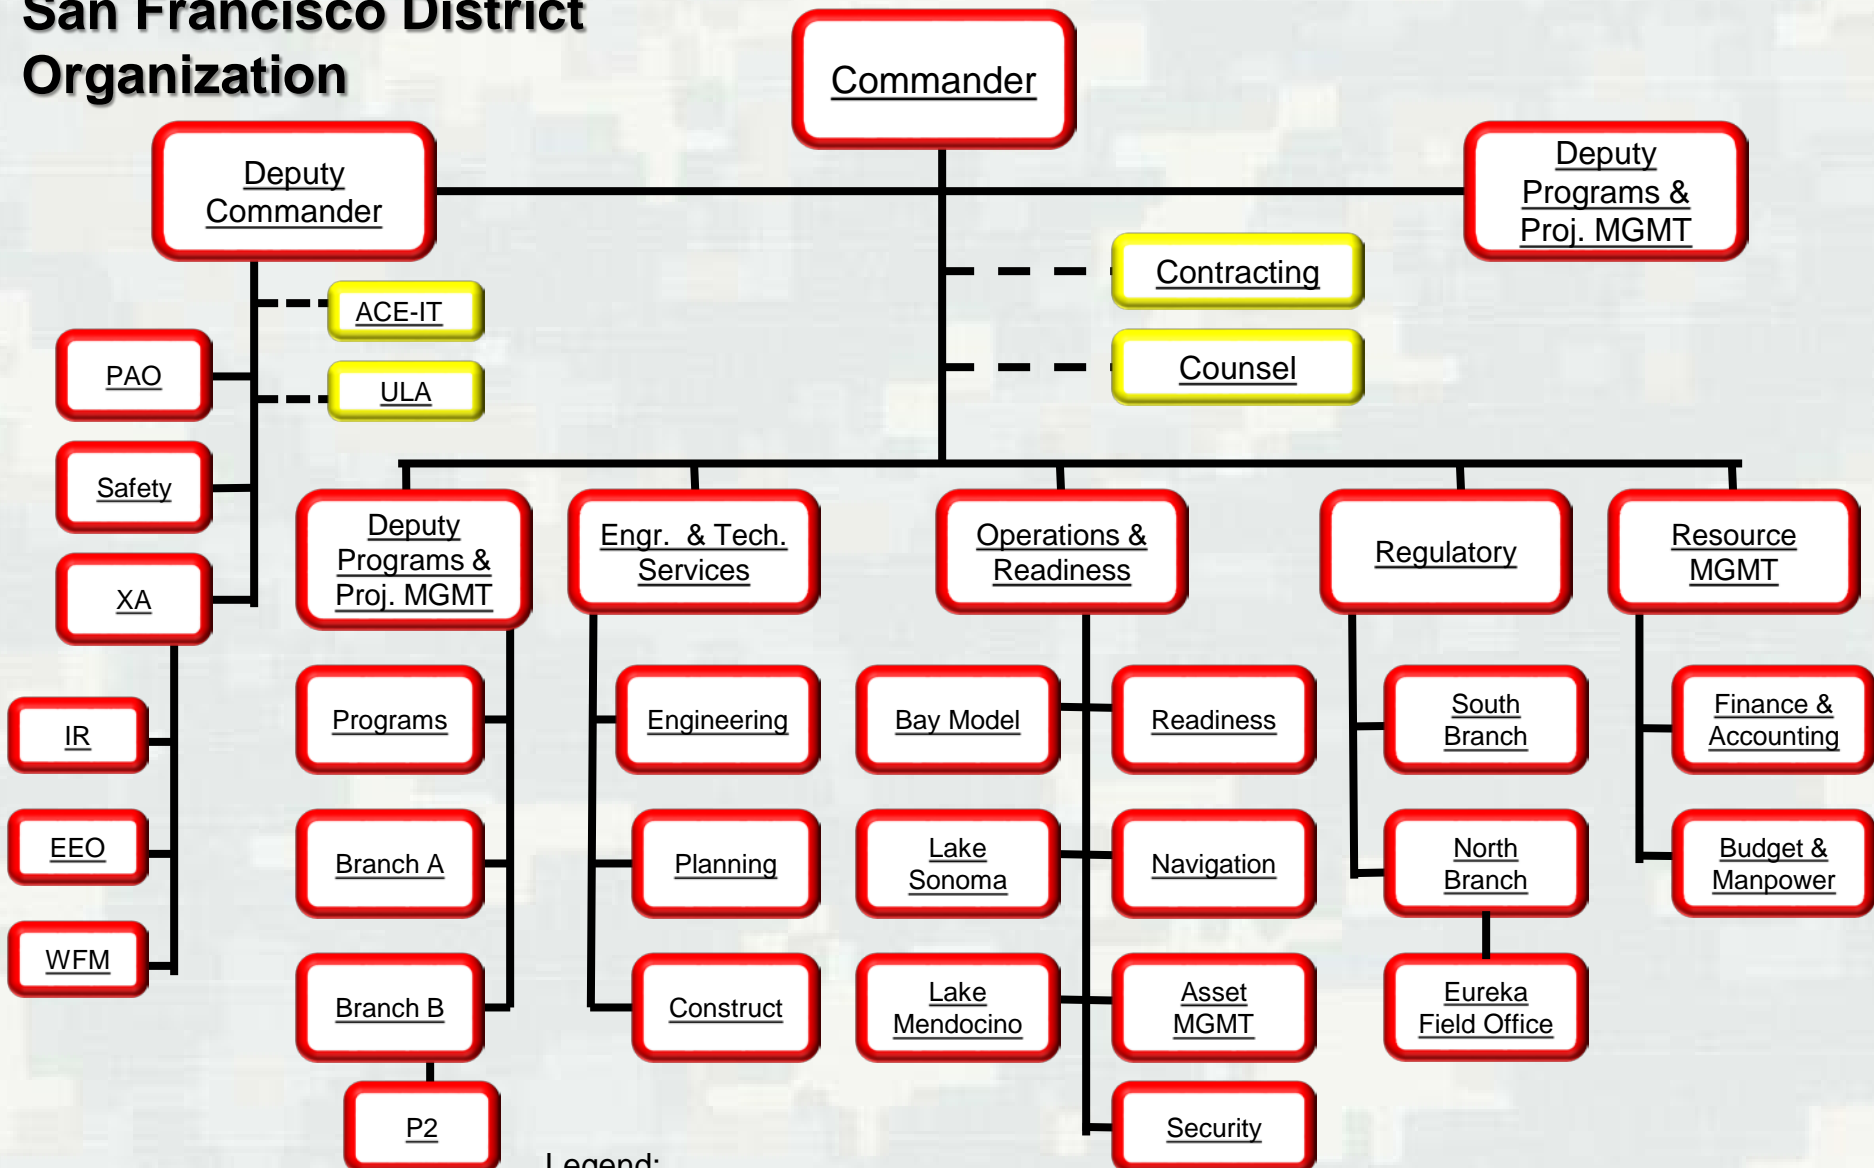 San Francisco District
Organization
Commander
Deputy
Commander
Deputy
Programs &
Proj. MGMT
Contracting
Counsel
ACE-IT
ULA
PAO
Safety
XA
IR
EEO
WFM
Deputy
Programs &
Proj. MGMT
Programs
Branch A
Branch B
P2
Engr. & Tech.
Services
Engineering
Planning
Construct
Operations &
Readiness
Bay Model
Lake
Sonoma
Lake
Mendocino
Readiness
Navigation
Asset
MGMT
Security
Regulatory
South
Branch
North
Branch
Eureka
Field Office
Resource
MGMT
Finance &
Accounting
Budget &
Manpower
Legend: